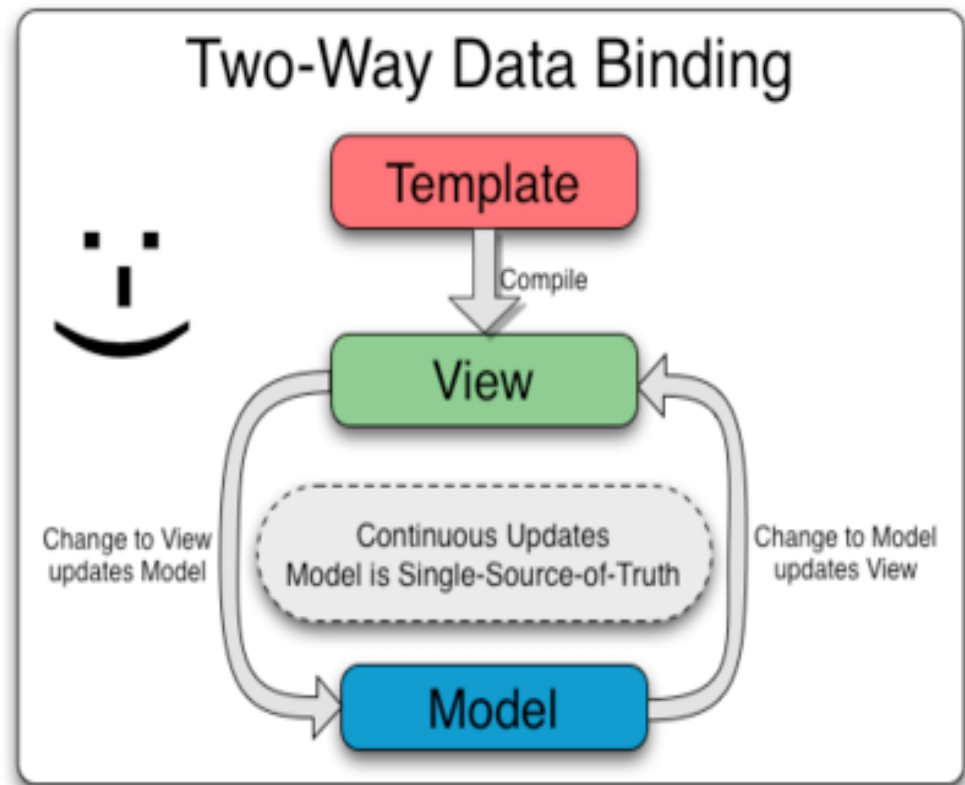 Two-Way Data Binding
Template
Compile
View
Change to View
updates Model
Continuous Updates
Model is Single-Source-of-Truth
Change to Model
updates View
Model